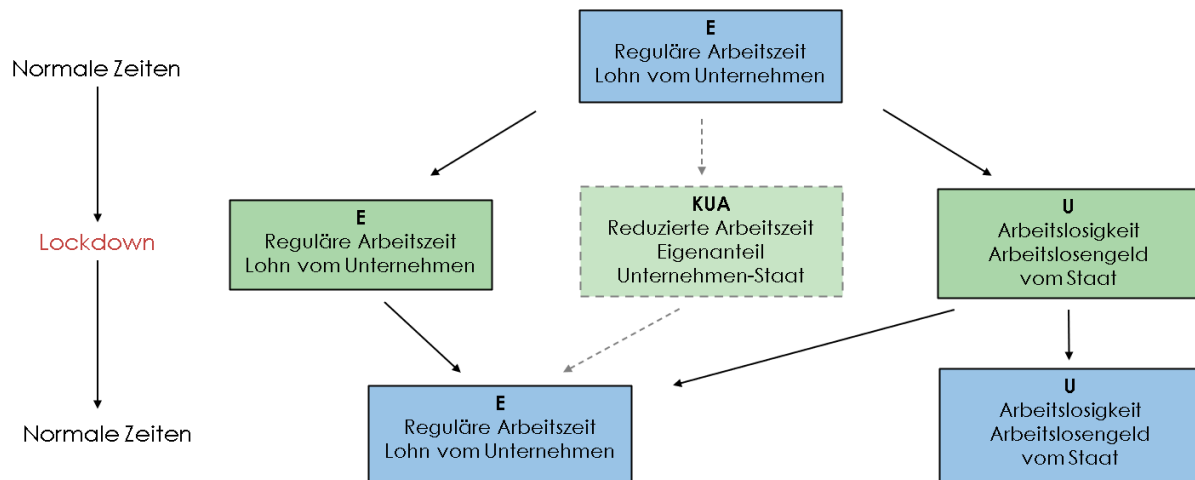 E
Reguläre Arbeitszeit
Lohn vom Unternehmen
Normale Zeiten
E
Reguläre Arbeitszeit
Lohn vom Unternehmen
KUA
Reduzierte Arbeitszeit
Eigenanteil
Unternehmen-Staat
U
Arbeitslosigkeit
Arbeitslosengeld
vom Staat
Lockdown
E
Reguläre Arbeitszeit
Lohn vom Unternehmen
U
Arbeitslosigkeit
Arbeitslosengeld
vom Staat
Normale Zeiten